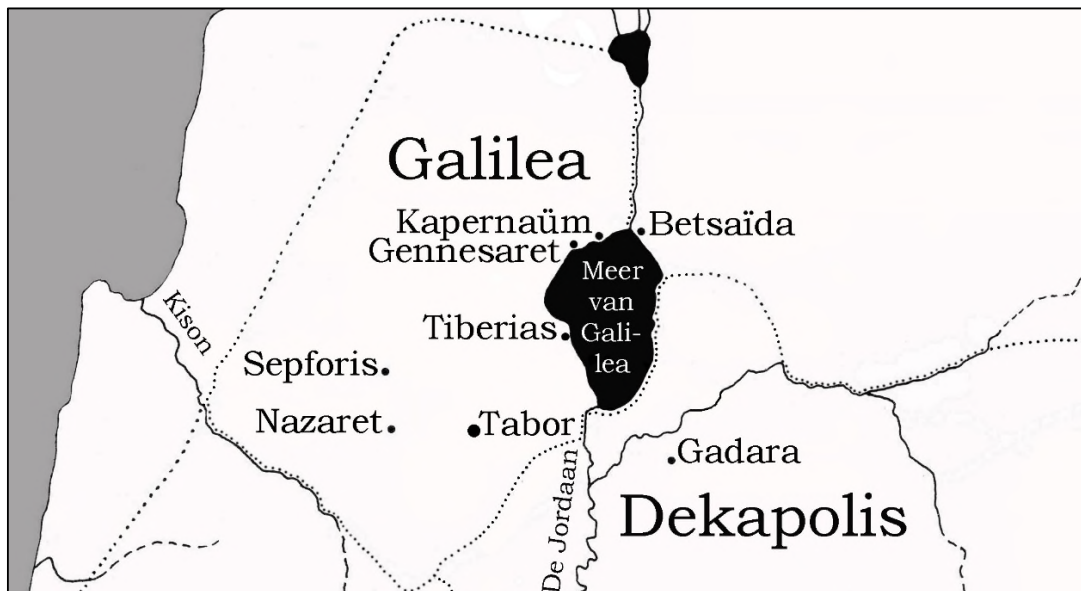 Galilea
Kapernaüm
Betsaïda
Gennesaret
Meer
van
Gali-
lea
Kison
Tiberias
Sepforis
Nazaret
Tabor
Gadara
De Jordaan
Dekapolis